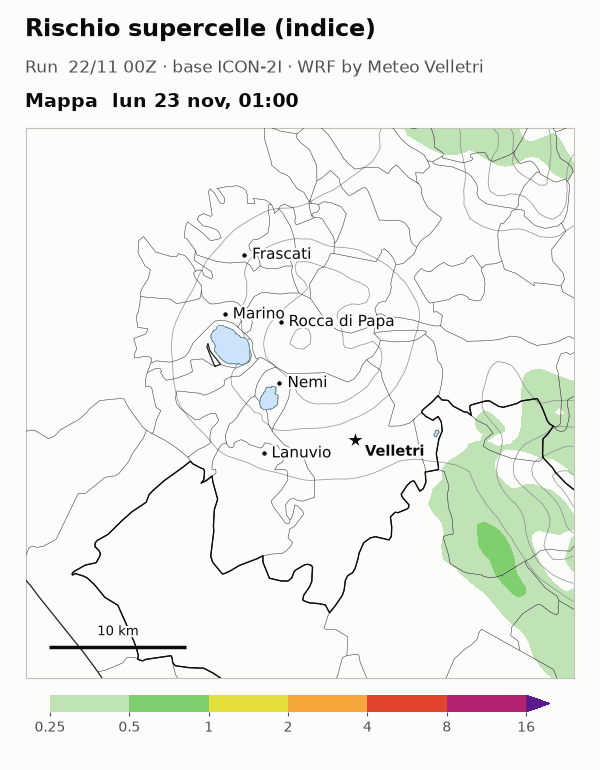 Rischio supercelle (indice)
Run 22/11 00Z · base ICON-2I · WRF by Meteo Velletri
Mappa lun 23 nov, 01:00
Frascati
Marino
Rocca di Papa
Nemi
Velletri
Lanuvio
10 km
0.25 0.5 1 2 4 8 16